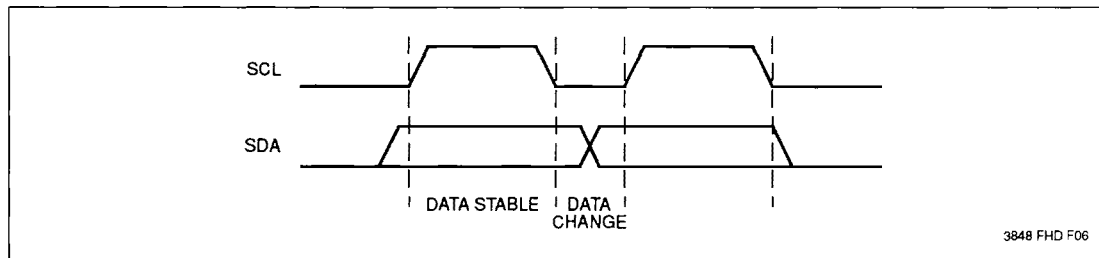 SCL
SDA
DATA STABLE
DATA
CHANGE
3848 FHD F06